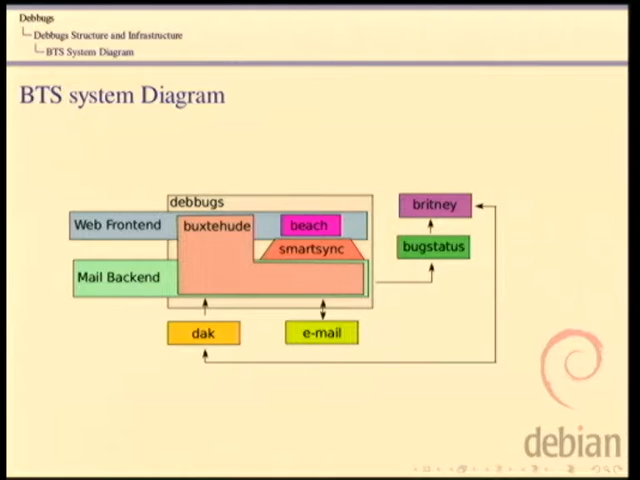 Debbugs
Debbugs Structure and Infrastructure
BTS System Diagram
BTS system Diagram
debbugs
britney
Web Frontend
buxtehude
beach
smartsync
bugstatus
Mail Backend
dak
e-mail
debian